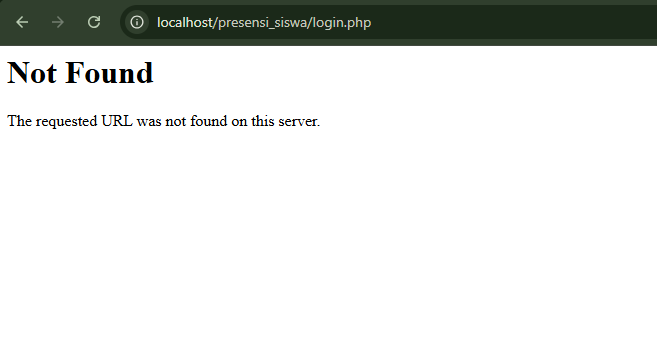 localhost/presensi_siswa/login.php
Not Found
The requested URL was not found on this server.